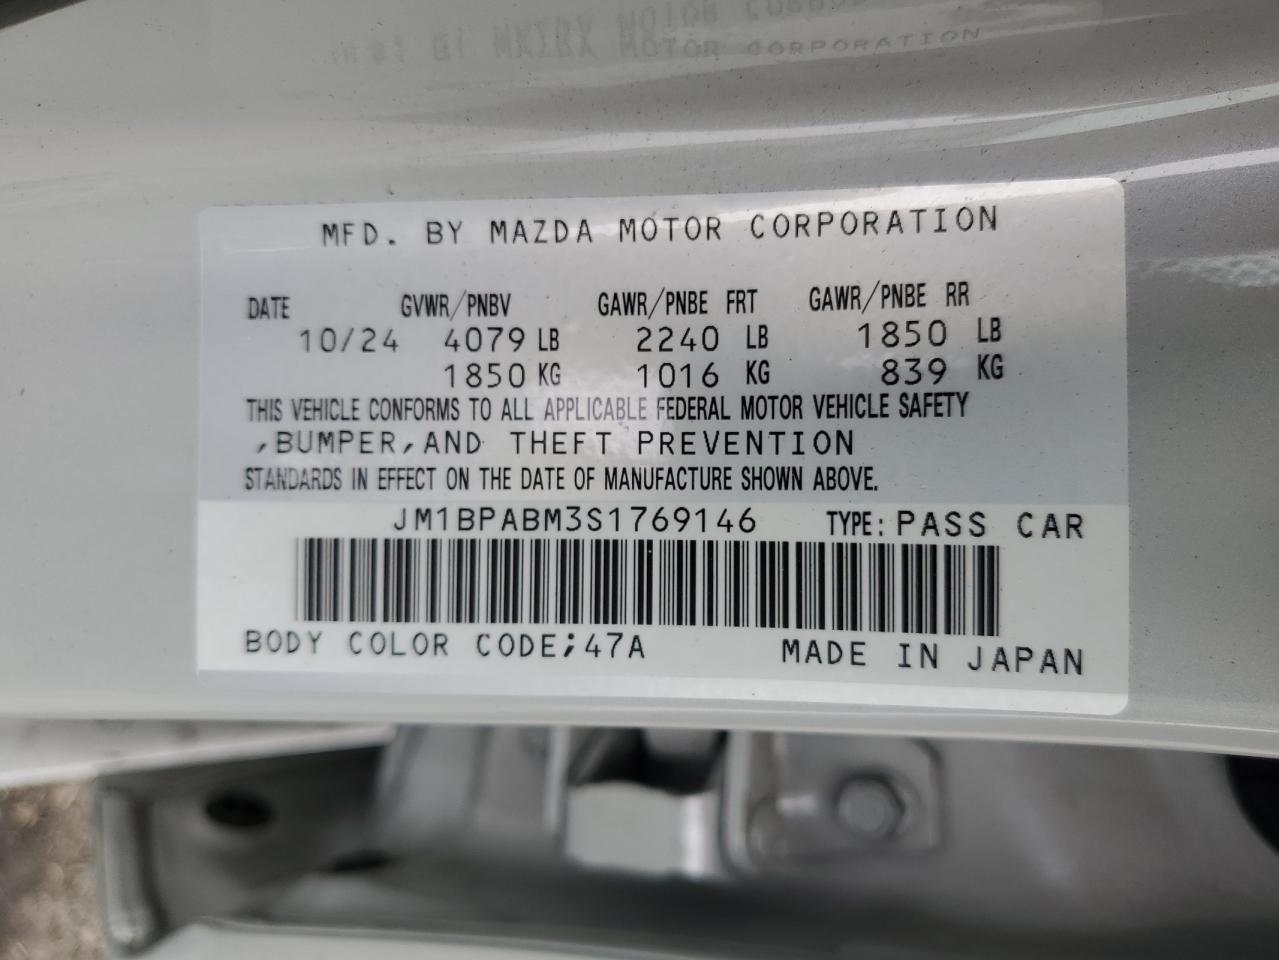 MFD. BY MAZDA MOTOR CORPORATION
DATE GVWR/PNBV GAWR/PNBE FRT GAWR/PNBE RR
10/24 4079 LB 2240 LB 1850 LB
1850 KG 1016 KG 839 KG
THIS VEHICLE CONFORMS TO ALL APPLICABLE FEDERAL MOTOR VEHICLE SAFETY
,BUMPER,AND THEFT PREVENTION
STANDARDS IN EFFECT ON THE DATE OF MANUFACTURE SHOWN ABOVE.
JM1BPABM3S1769146 TYPE: PASS CAR
BODY COLOR CODE;47A MADE IN JAPAN